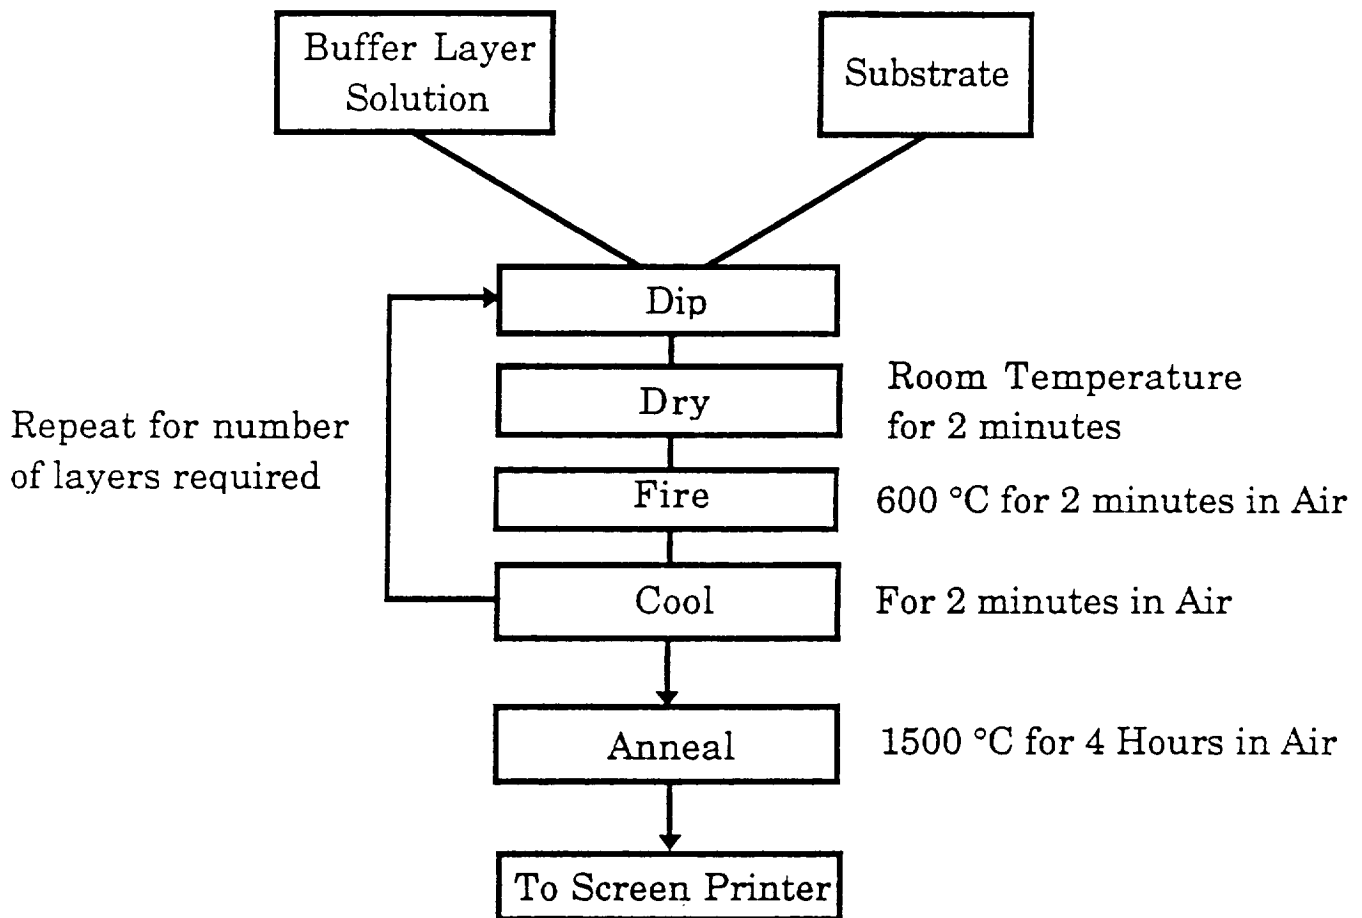 Buffer Layer
Solution
Substrate
Dip
Dry
Room Temperature
for 2 minutes
Repeat for number
of layers required
Fire
600 °C for 2 minutes in Air
Cool
For 2 minutes in Air
Anneal
1500 °C for 4 Hours in Air
To Screen Printer